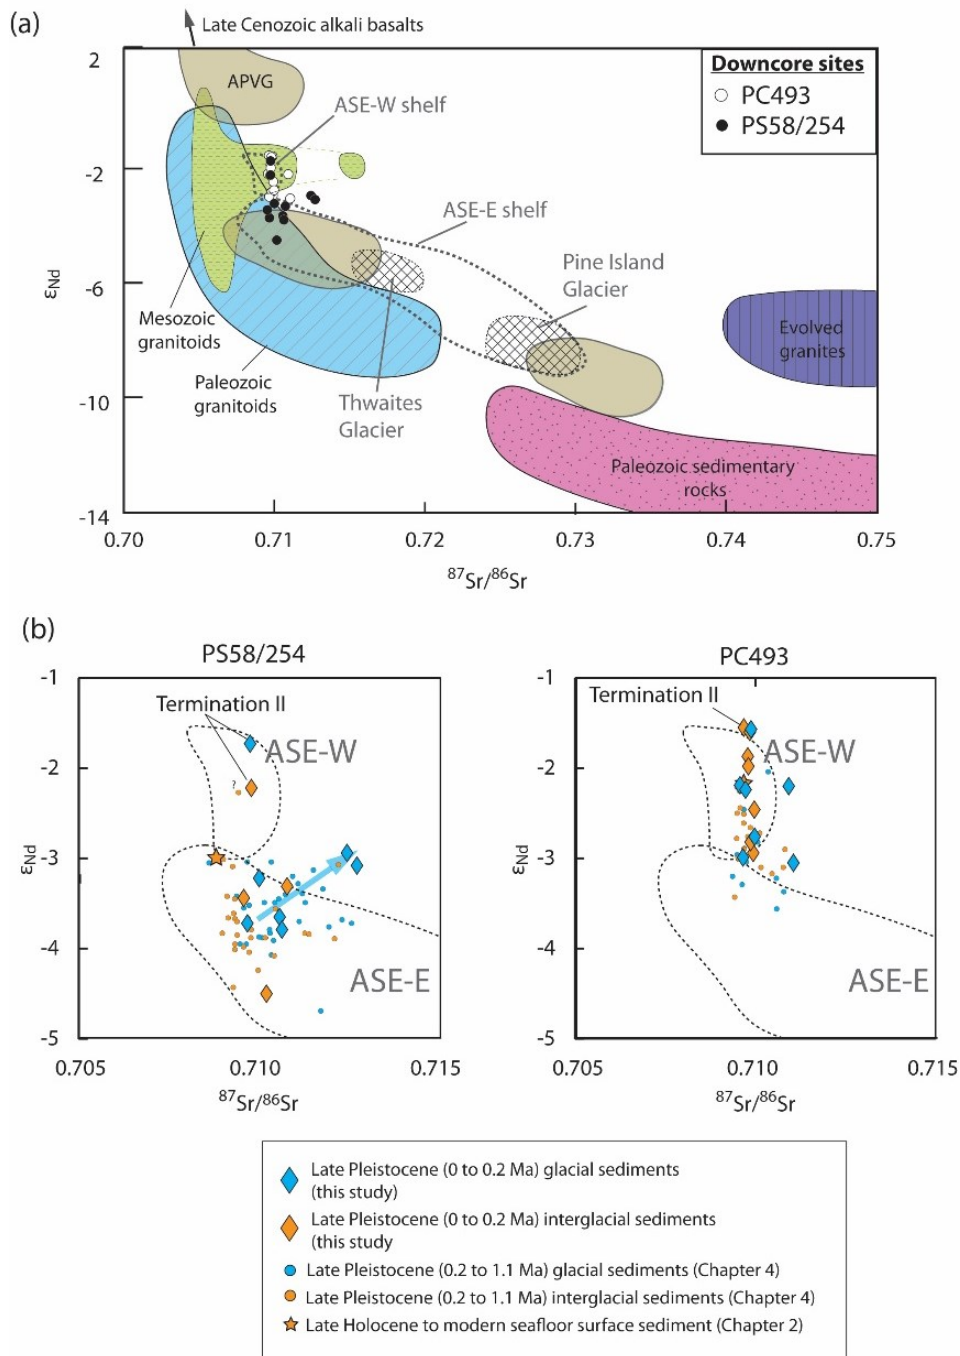 (a)
Late Cenozoic alkali basalts
2
-2
-6
-10
-14
εNd
0.70
0.71
0.72
0.73
0.74
0.75
87Sr/86Sr
APVG
ASE-W shelf
ASE-E shelf
Pine Island
Glacier
Thwaites
Glacier
Mesozoic
granitoids
Paleozoic
granitoids
Evolved
granites
Paleozoic sedimentary
rocks
Downcore sites
PC493
PS58/254
(b)
PS58/254
-1
-2
-3
-4
-5
εNd
Termination II
ASE-W
?
ASE-E
0.705
0.710
0.715
87Sr/86Sr
PC493
-1
-2
-3
-4
-5
εNd
Termination II
ASE-W
ASE-E
0.705
0.710
0.715
87Sr/86Sr
Late Pleistocene (0 to 0.2 Ma) glacial sediments
(this study)
Late Pleistocene (0 to 0.2 Ma) interglacial sediments
(this study
Late Pleistocene (0.2 to 1.1 Ma) glacial sediments (Chapter 4)
Late Pleistocene (0.2 to 1.1 Ma) interglacial sediments (Chapter 4)
Late Holocene to modern seafloor surface sediment (Chapter 2)